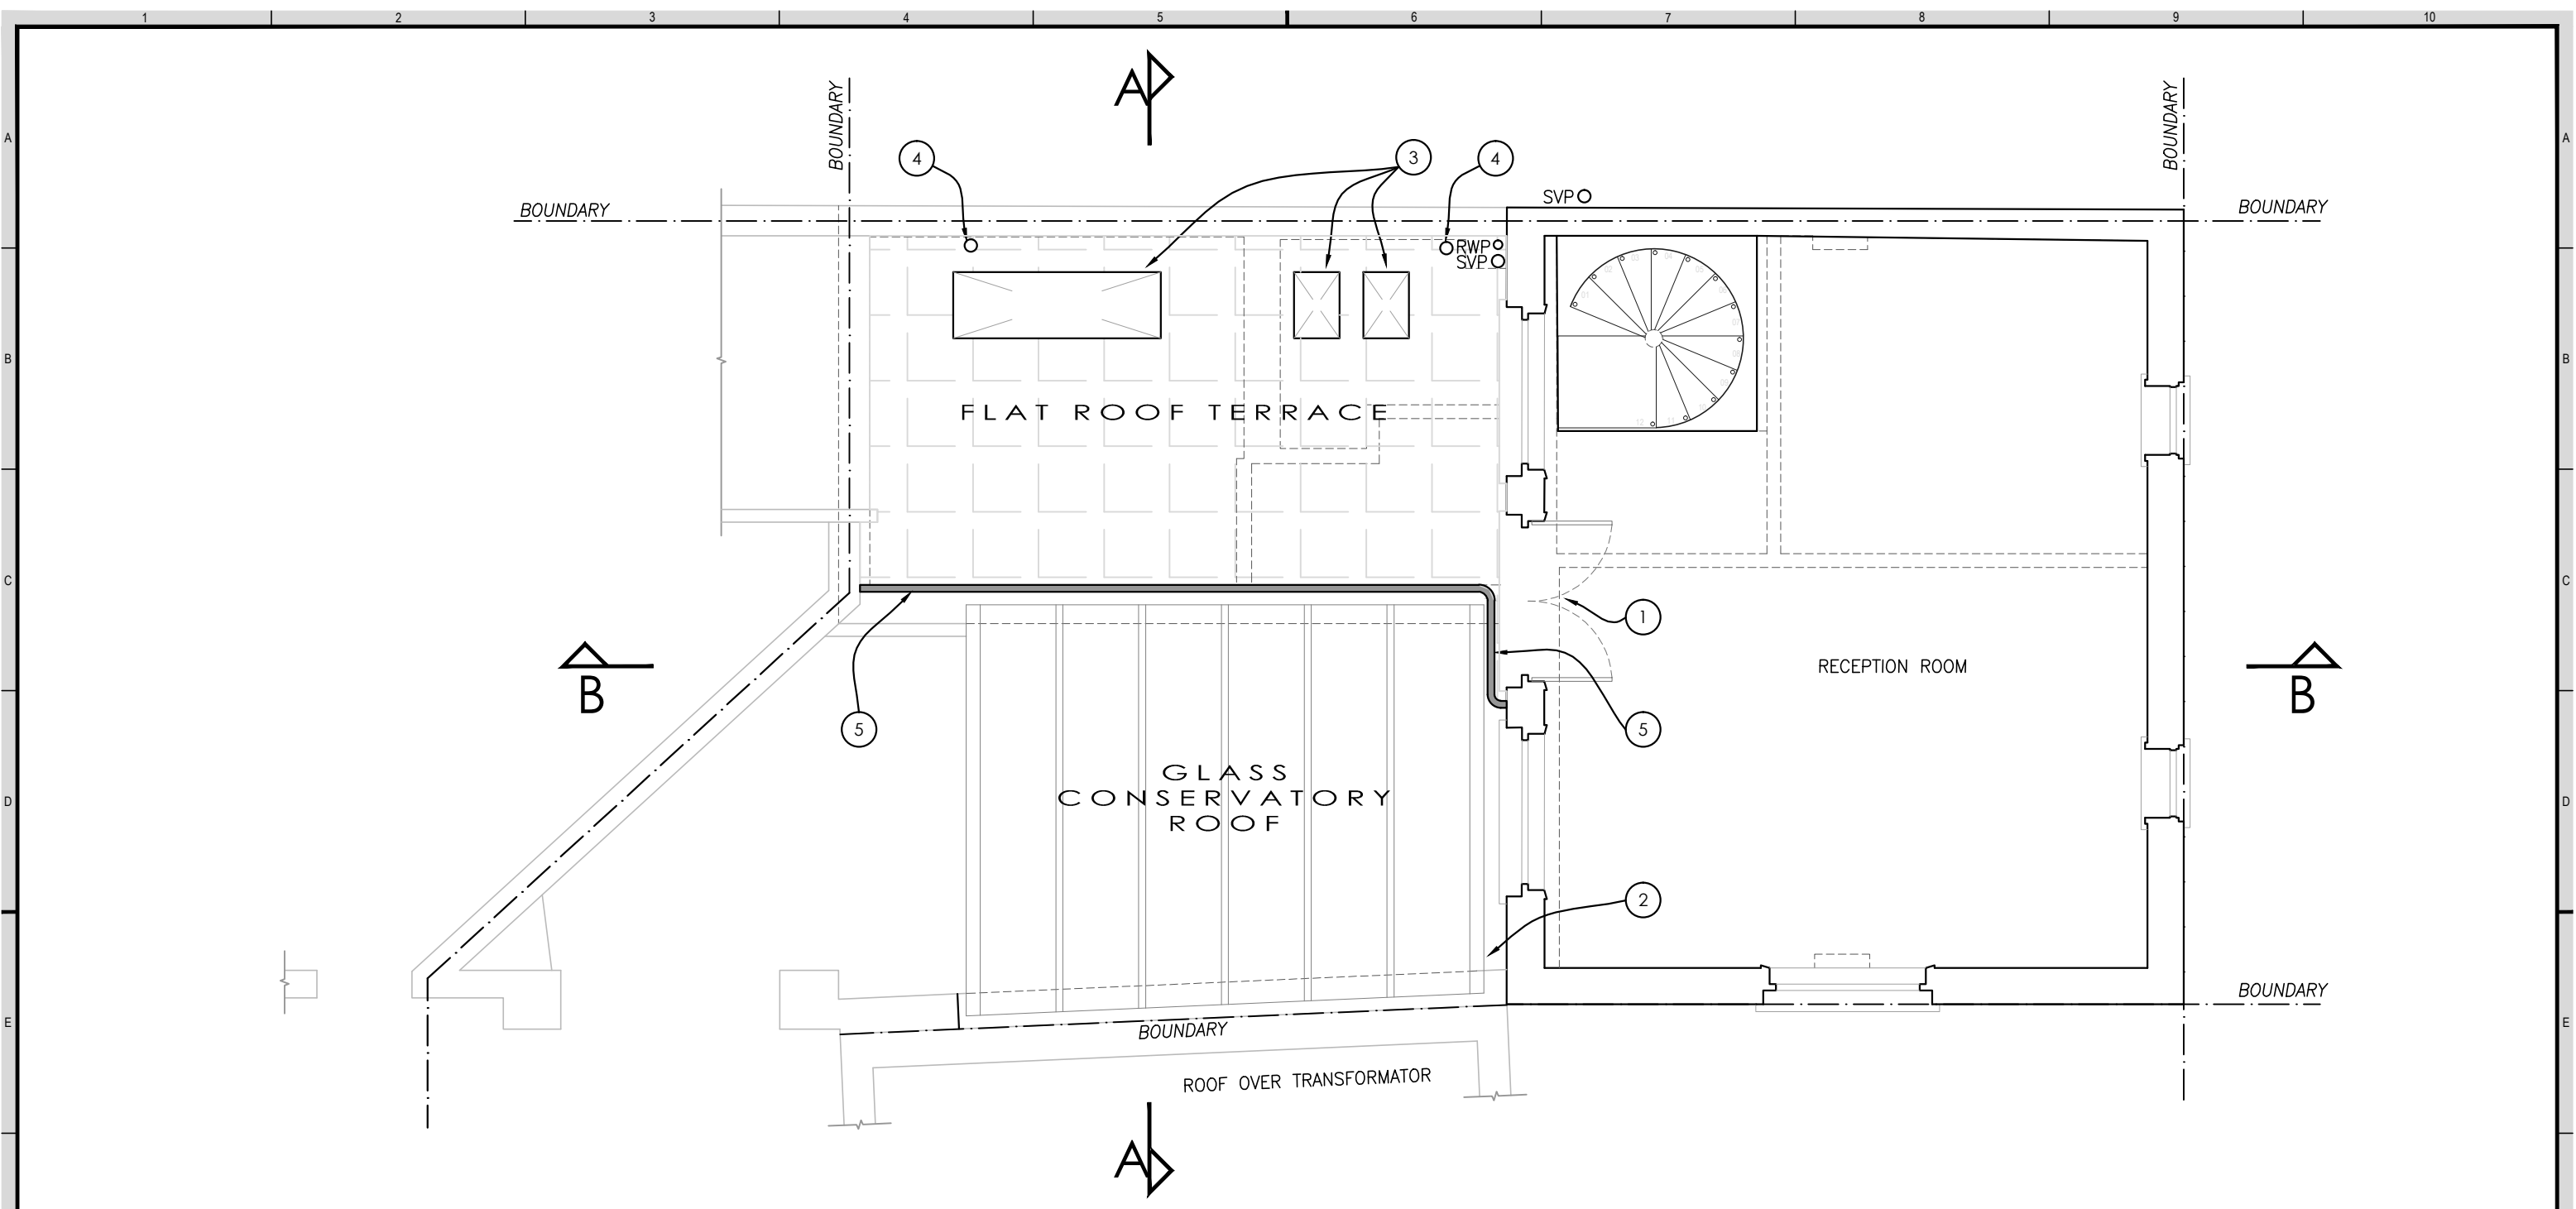 1 2 3 4 5 6 7 8 9 10
A
A
A
BOUNDARY
BOUNDARY
4
3
4
SVP
BOUNDARY
BOUNDARY
RWP
SVP
B
B
FLAT ROOF TERRACE
C
C
1
RECEPTION ROOM
B
B
5
5
GLASS
CONSERVATORY
ROOF
D
D
2
BOUNDARY
E
E
BOUNDARY
ROOF OVER TRANSFORMATOR
A